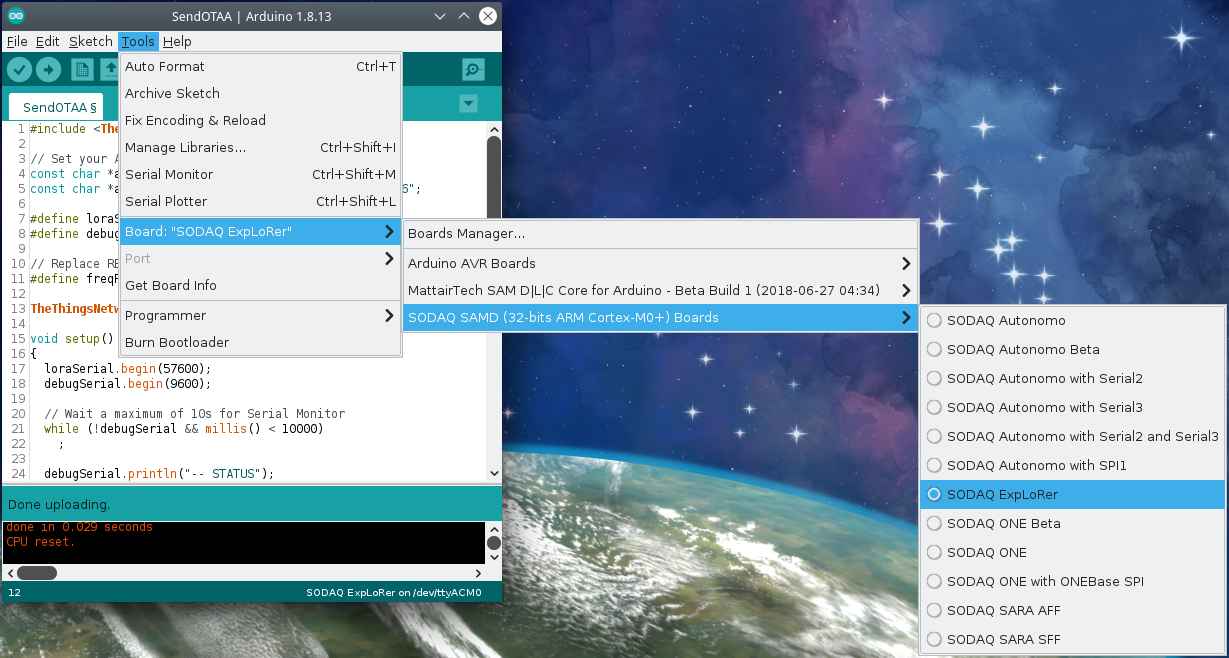 SendOTAA | Arduino 1.8.13
File Edit Sketch Tools Help
SendOTAA §
Auto Format Ctrl+T
Archive Sketch
Fix Encoding & Reload
Manage Libraries... Ctrl+Shift+I
Serial Monitor Ctrl+Shift+M
Serial Plotter Ctrl+Shift+L
Board: "SODAQ ExpLoRer"
Port
Get Board Info
Programmer
Burn Bootloader
Boards Manager...
Arduino AVR Boards
MattairTech SAM D|L|C Core for Arduino - Beta Build 1 (2018-06-27 04:34)
SODAQ SAMD (32-bits ARM Cortex-M0+) Boards
SODAQ Autonomo
SODAQ Autonomo Beta
SODAQ Autonomo with Serial2
SODAQ Autonomo with Serial3
SODAQ Autonomo with Serial2 and Serial3
SODAQ Autonomo with SPI1
SODAQ ExpLoRer
SODAQ ONE Beta
SODAQ ONE
SODAQ ONE with ONEBase SPI
SODAQ SARA AFF
SODAQ SARA SFF
1 #include <The
2
3 // Set your A
4 const char *a
5 const char *a 6";
6
7 #define loraS
8 #define debug
9
10 // Replace RE
11 #define freqP
12
13 TheThingsNetw
14
15 void setup()
16 {
17 loraSerial.begin(57600);
18 debugSerial.begin(9600);
19
20 // Wait a maximum of 10s for Serial Monitor
21 while (!debugSerial && millis() < 10000)
22 ;
23
24 debugSerial.println("-- STATUS");
Done uploading.
done in 0.029 seconds
CPU reset.
12 SODAQ ExpLoRer on /dev/ttyACM0